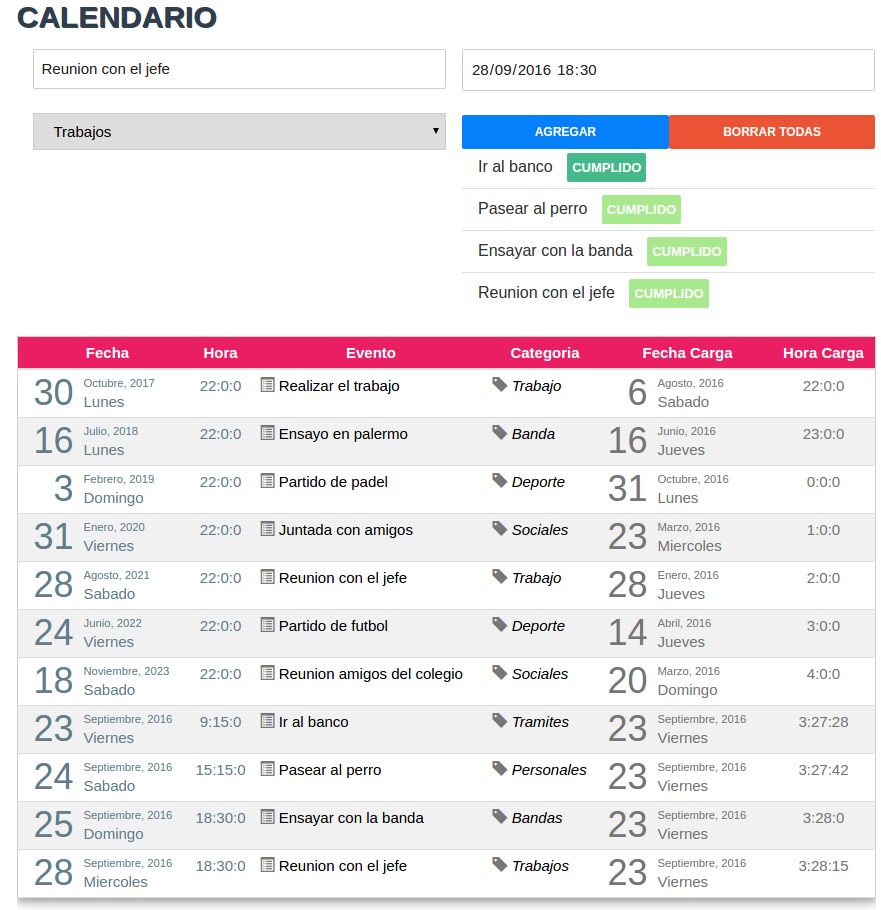 CALENDARIO
Reunion con el jefe
28/09/2016 18:30
Trabajos
AGREGAR BORRAR TODAS
Ir al banco CUMPLIDO
Pasear al perro CUMPLIDO
Ensayar con la banda CUMPLIDO
Reunion con el jefe CUMPLIDO
Fecha Hora Evento Categoria Fecha Carga Hora Carga
30 Octubre, 2017 Lunes 22:0:0 Realizar el trabajo Trabajo 6 Agosto, 2016 Sabado 22:0:0
16 Julio, 2018 Lunes 22:0:0 Ensayo en palermo Banda 16 Junio, 2016 Jueves 23:0:0
3 Febrero, 2019 Domingo 22:0:0 Partido de padel Deporte 31 Octubre, 2016 Lunes 0:0:0
31 Enero, 2020 Viernes 22:0:0 Juntada con amigos Sociales 23 Marzo, 2016 Miercoles 1:0:0
28 Agosto, 2021 Sabado 22:0:0 Reunion con el jefe Trabajo 28 Enero, 2016 Jueves 2:0:0
24 Junio, 2022 Viernes 22:0:0 Partido de futbol Deporte 14 Abril, 2016 Jueves 3:0:0
18 Noviembre, 2023 Sabado 22:0:0 Reunion amigos del colegio Sociales 20 Marzo, 2016 Domingo 4:0:0
23 Septiembre, 2016 Viernes 9:15:0 Ir al banco Tramites 23 Septiembre, 2016 Viernes 3:27:28
24 Septiembre, 2016 Sabado 15:15:0 Pasear al perro Personales 23 Septiembre, 2016 Viernes 3:27:42
25 Septiembre, 2016 Domingo 18:30:0 Ensayar con la banda Bandas 23 Septiembre, 2016 Viernes 3:28:0
28 Septiembre, 2016 Miercoles 18:30:0 Reunion con el jefe Trabajos 23 Septiembre, 2016 Viernes 3:28:15